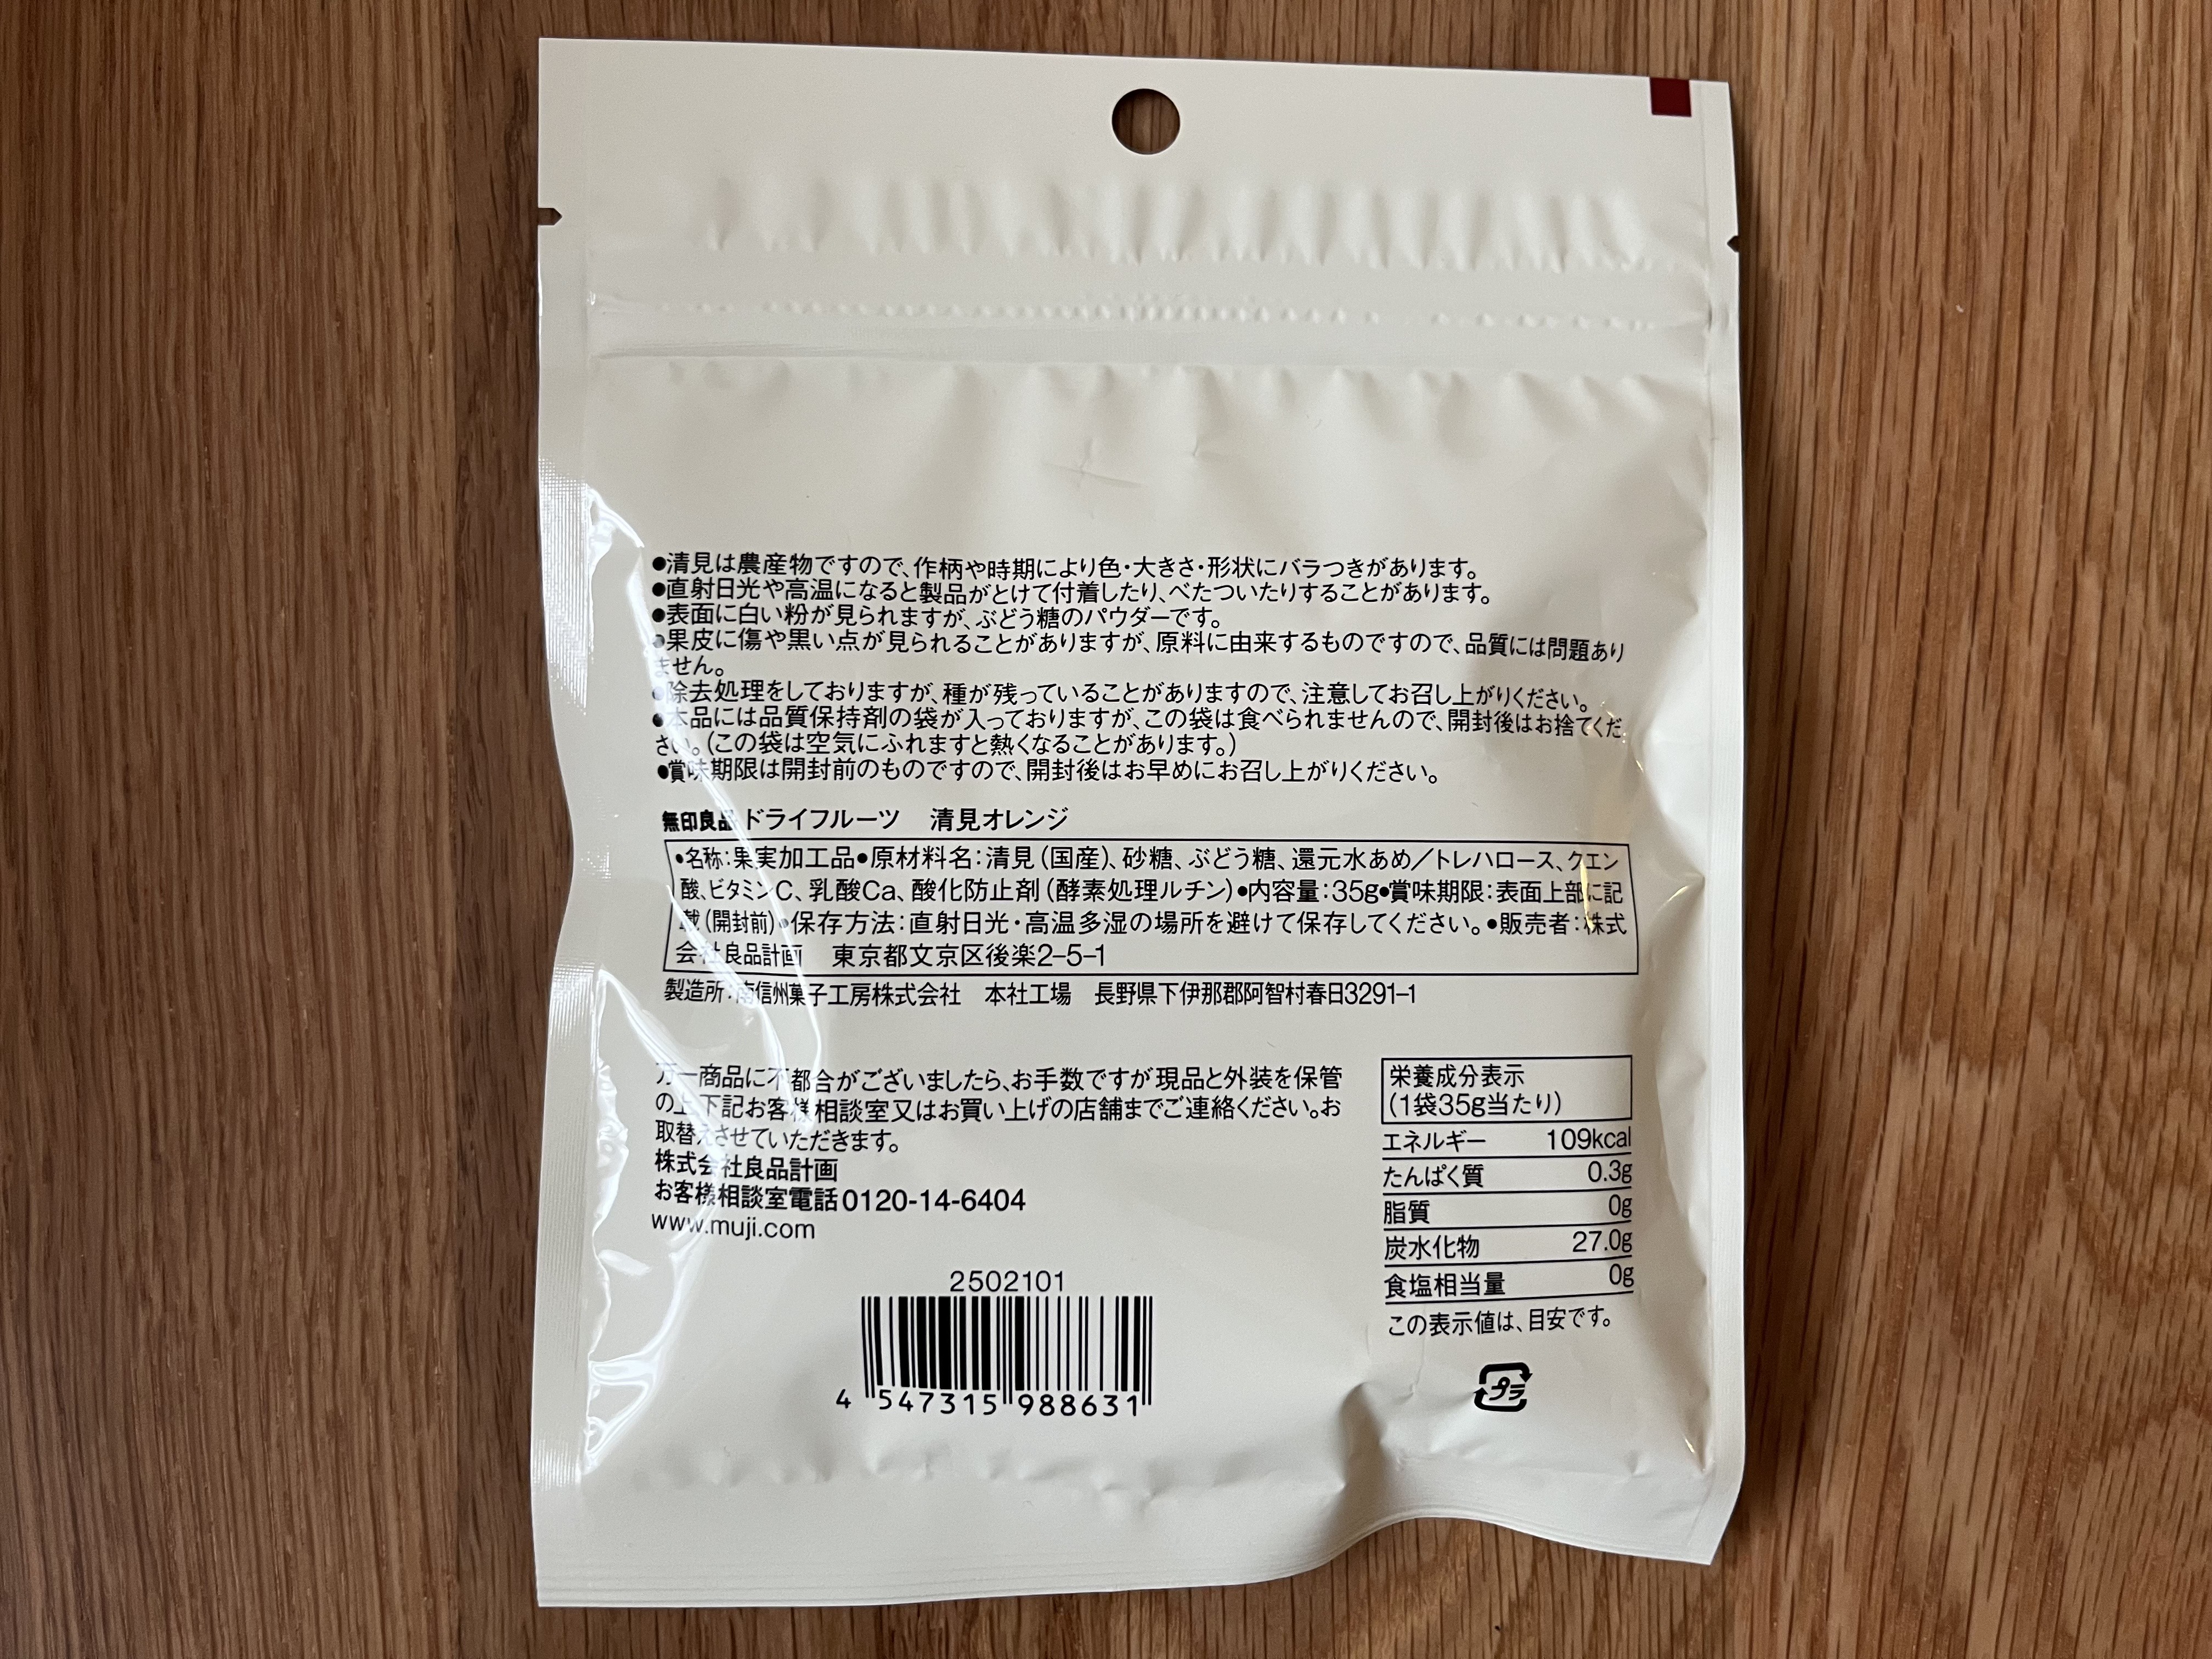 ●清見は農産物ですので、作柄や時期により色・大きさ・形状にバラつきがあります。
●直射日光や高温になると製品がとけて付着したり、べたついたりすることがあります。
●表面に白い粉が見られますが、ぶどう糖のパウダーです。
●果皮に傷や黒い点が見られることがありますが、原料に由来するものですので、品質には問題あり
ません。
●除去処理をしておりますが、種が残っていることがありますので、注意してお召し上がりください。
●本品には品質保持剤の袋が入っておりますが、この袋は食べられませんので、開封後はお捨てくだ
さい。(この袋は空気にふれますと熱くなることがあります。)
●賞味期限は開封前のものですので、開封後はお早めにお召し上がりください。
無印良品 ドライフルーツ 清見オレンジ
●名称:果実加工品●原材料名:清見(国産)、砂糖、ぶどう糖、還元水あめ/トレハロース、クエン
酸、ビタミンC、乳酸Ca、酸化防止剤(酵素処理ルチン)●内容量:35g●賞味期限:表面上部に記
載(開封前)●保存方法:直射日光・高温多湿の場所を避けて保存してください。●販売者:株式
会社良品計画 東京都文京区後楽2-5-1
製造所:南信州菓子工房株式会社 本社工場 長野県下伊那郡阿智村春日3291-1
万一商品に不都合がございましたら、お手数ですが現品と外装を保管
の上下記お客様相談室又はお買い上げの店舗までご連絡ください。お
取替えさせていただきます。
株式会社良品計画
お客様相談室電話0120-14-6404
www.muji.com
2502101
4 547315 988631
栄養成分表示
(1袋35g当たり)
エネルギー 109kcal
たんぱく質 0.3g
脂質 0g
炭水化物 27.0g
食塩相当量 0g
この表示値は、目安です。
プラ